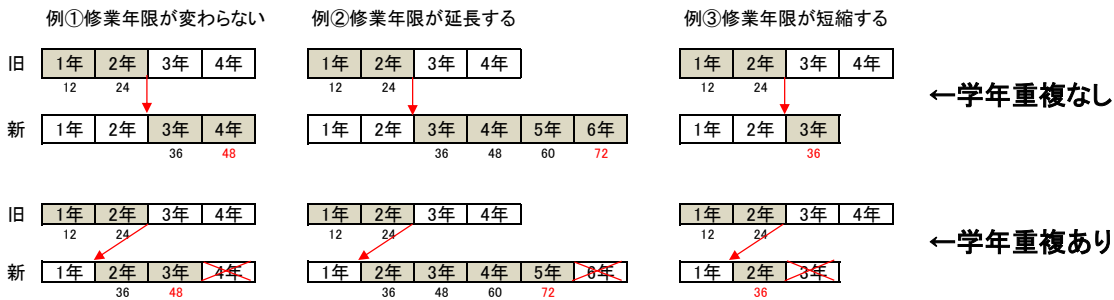 例①修業年限が変わらない 例②修業年限が延長する 例③修業年限が短縮する
旧 1年 2年 3年 4年 1年 2年 3年 4年 1年 2年 3年 4年
12 24 12 24 12 24
←学年重複なし
新 1年 2年 3年 4年 1年 2年 3年 4年 5年 6年 1年 2年 3年
36 48 36 48 60 72 36
旧 1年 2年 3年 4年 1年 2年 3年 4年 1年 2年 3年 4年
12 24 12 24 12 24
←学年重複あり
新 1年 2年 3年 4年 1年 2年 3年 4年 5年 6年 1年 2年 3年
36 48 36 48 60 72 36